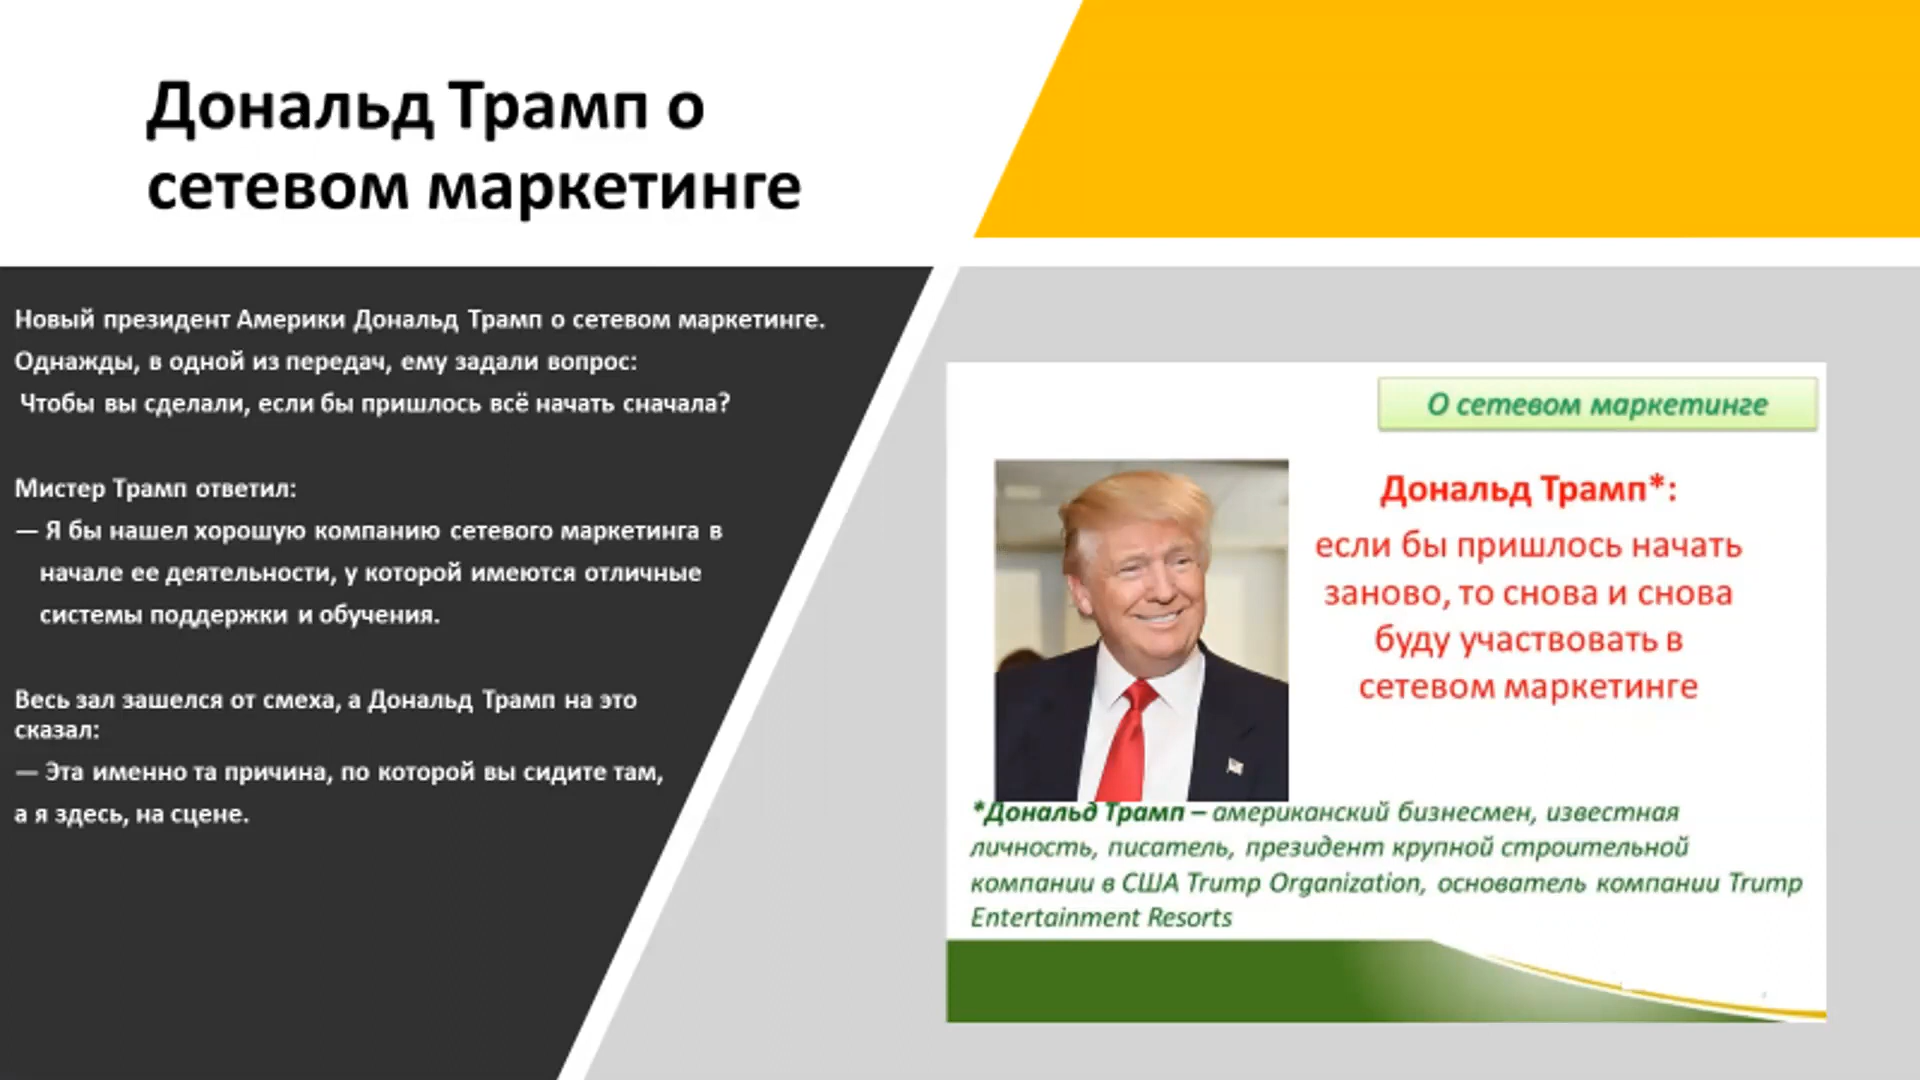 Дональд Трамп о
сетевом маркетинге
Новый президент Америки Дональд Трамп о сетевом маркетинге.
Однажды, в одной из передач, ему задали вопрос:
Чтобы вы сделали, если бы пришлось всё начать сначала?
Мистер Трамп ответил:
— Я бы нашел хорошую компанию сетевого маркетинга в
начале ее деятельности, у которой имеются отличные
системы поддержки и обучения.
Весь зал зашелся от смеха, а Дональд Трамп на это
сказал:
— Эта именно та причина, по которой вы сидите там,
а я здесь, на сцене.
О сетевом маркетинге
Дональд Трамп*:
если бы пришлось начать
заново, то снова и снова
буду участвовать в
сетевом маркетинге
*Дональд Трамп – американский бизнесмен, известная
личность, писатель, президент крупной строительной
компании в США Trump Organization, основатель компании Trump
Entertainment Resorts